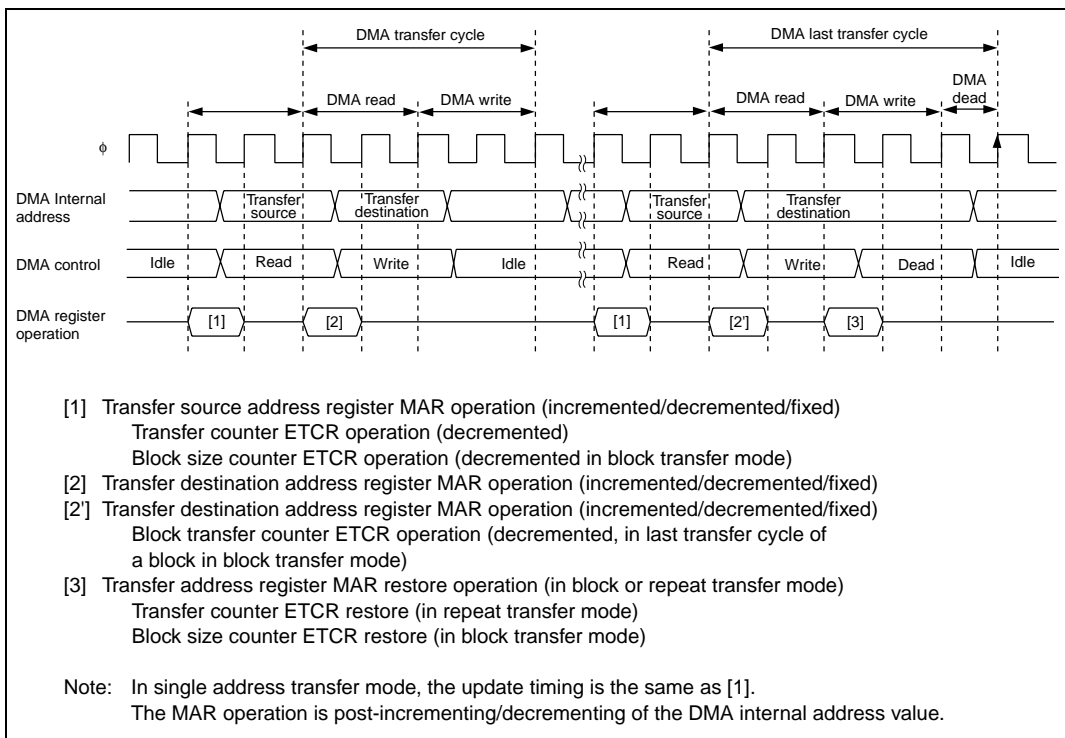 DMA transfer cycle DMA last transfer cycle
DMA read DMA write DMA read DMA write DMA dead
ϕ
DMA Internal address Transfer source Transfer destination Transfer source Transfer destination
DMA control Idle Read Write Idle Read Write Dead Idle
DMA register operation [1] [2] [1] [2'] [3]
[1] Transfer source address register MAR operation (incremented/decremented/fixed)
Transfer counter ETCR operation (decremented)
Block size counter ETCR operation (decremented in block transfer mode)
[2] Transfer destination address register MAR operation (incremented/decremented/fixed)
[2'] Transfer destination address register MAR operation (incremented/decremented/fixed)
Block transfer counter ETCR operation (decremented, in last transfer cycle of
a block in block transfer mode)
[3] Transfer address register MAR restore operation (in block or repeat transfer mode)
Transfer counter ETCR restore (in repeat transfer mode)
Block size counter ETCR restore (in block transfer mode)
Note: In single address transfer mode, the update timing is the same as [1].
The MAR operation is post-incrementing/decrementing of the DMA internal address value.